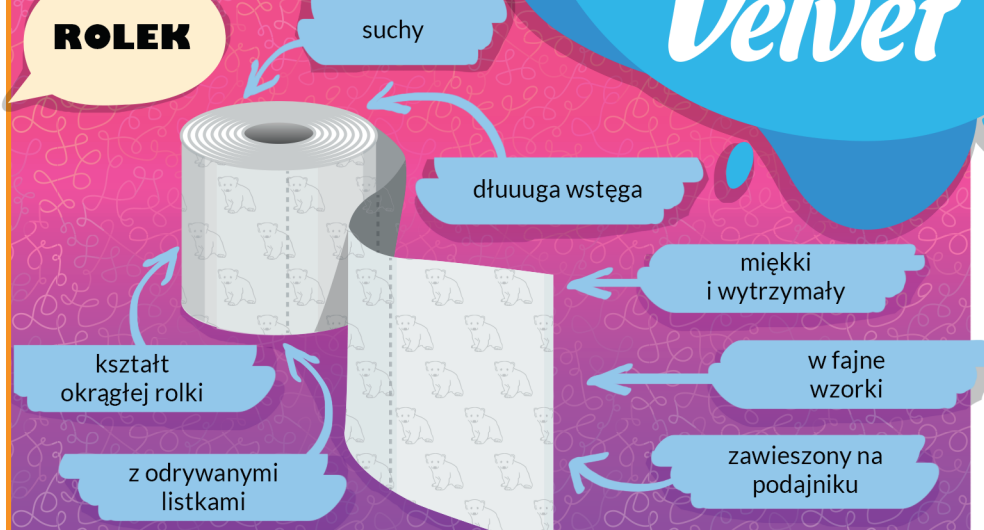 ROLEK
suchy
Velvet
dłuuuga wstęga
miękki
i wytrzymały
kształt
okrągłej rolki
w fajne
wzorki
z odrywanymi
listkami
zawieszony na
podajniku